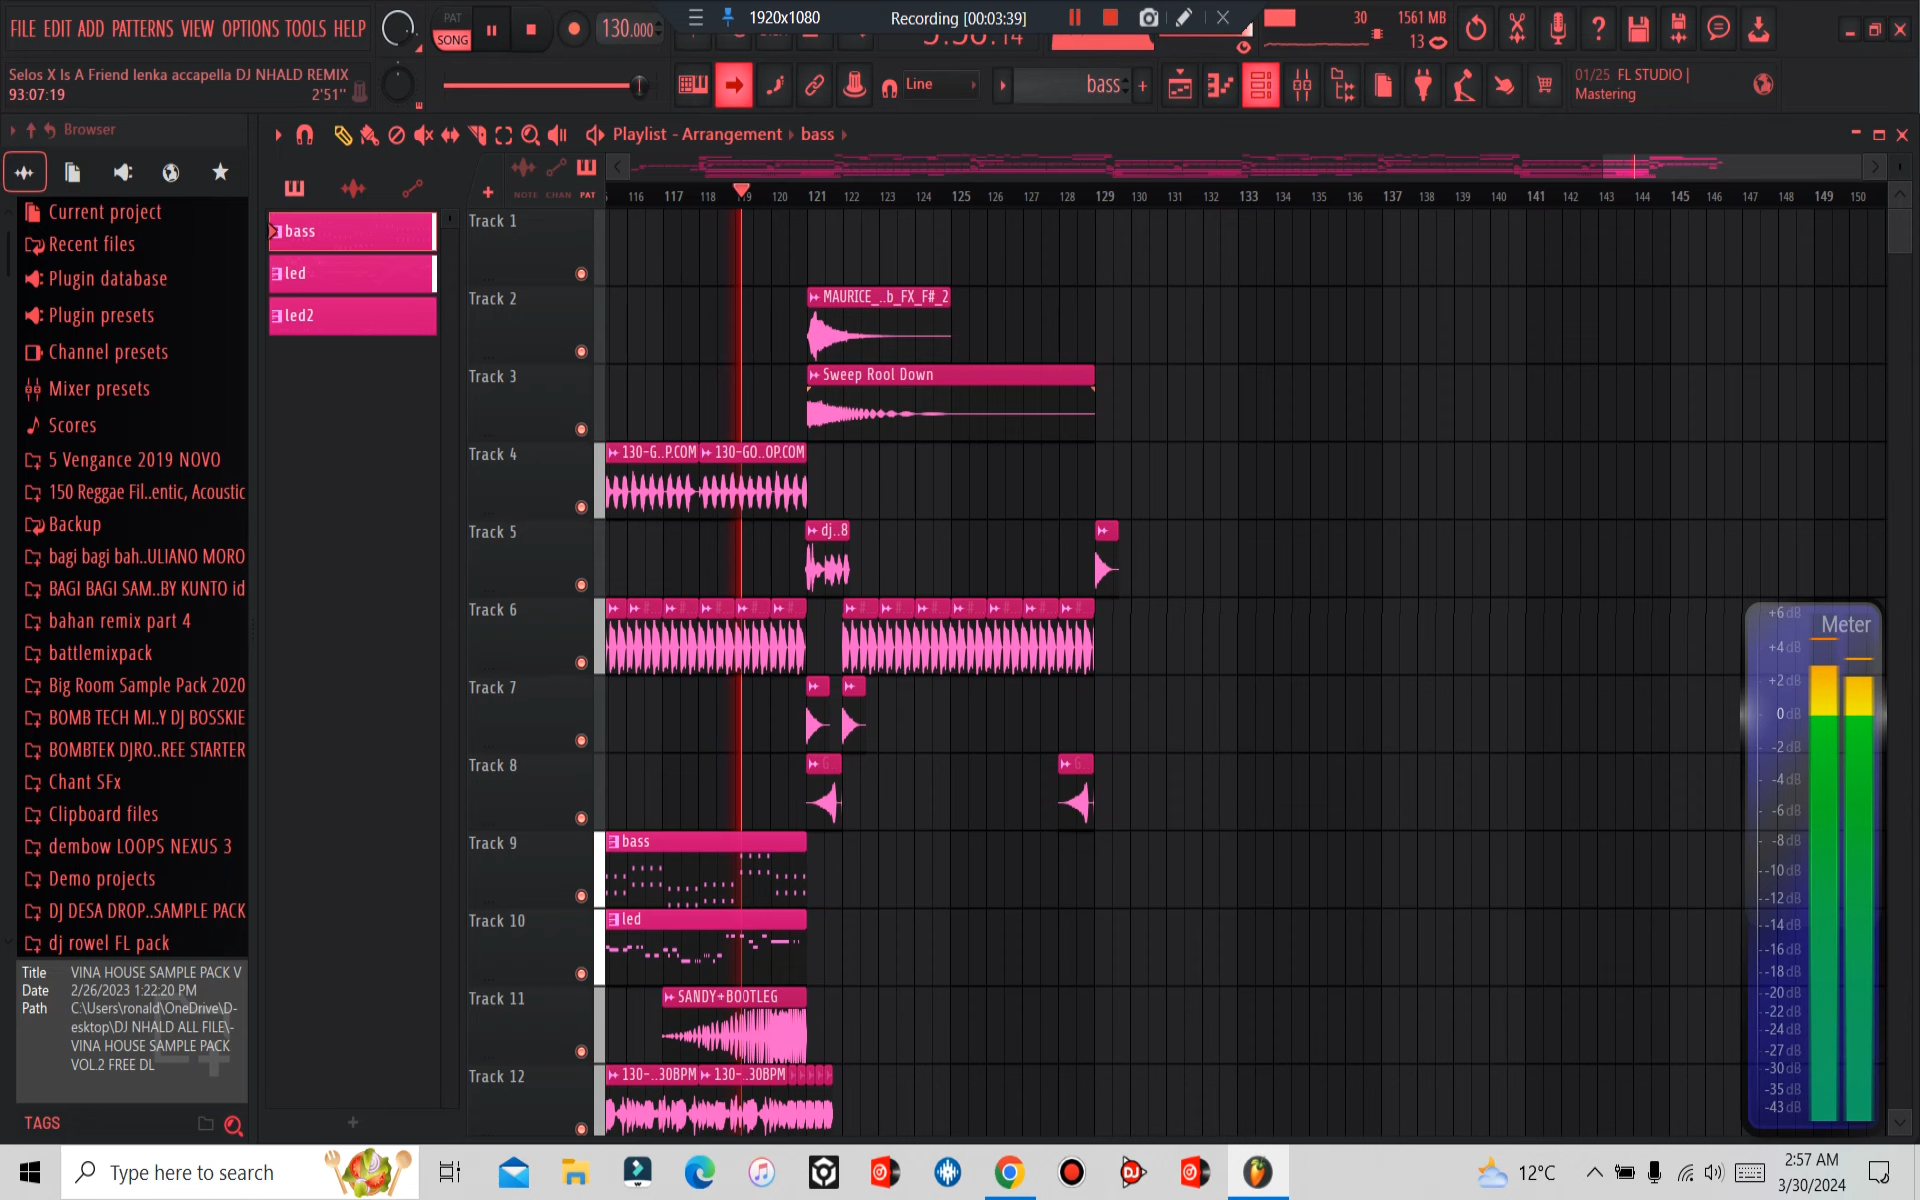 FILE EDIT ADD PATTERNS VIEW OPTIONS TOOLS HELP
PAT
SONG
130.000
1920x1080
Recording [00:03:39]
30
1561 MB
13
Selos X Is A Friend lenka accapella DJ NHALD REMIX
93:07:19
2'51''
Line
bass
01/25 FL STUDIO |
Mastering
Browser
Playlist - Arrangement
bass
NOTE CHAN PAT
116 117 118 119 120 121 122 123 124 125 126 127 128 129 130 131 132 133 134 135 136 137 138 139 140 141 142 143 144 145 146 147 148 149 150
Current project
Recent files
Plugin database
Plugin presets
Channel presets
Mixer presets
Scores
5 Vengance 2019 NOVO
150 Reggae Fil..entic, Acoustic
Backup
bagi bagi bah..ULIANO MORO
BAGI BAGI SAM..BY KUNTO id
bahan remix part 4
battlemixpack
Big Room Sample Pack 2020
BOMB TECH MI..Y DJ BOSSKIE
BOMBTEK DJRO..REE STARTER
Chant SFx
Clipboard files
dembow LOOPS NEXUS 3
Demo projects
DJ DESA DROP..SAMPLE PACK
dj rowel FL pack
Title VINA HOUSE SAMPLE PACK V
Date 2/26/2023 1:22:20 PM
Path C:\Users\ronald\OneDrive\D-
esktop\DJ NHALD ALL FILE\-
VINA HOUSE SAMPLE PACK
VOL.2 FREE DL
TAGS
bass
led
led2
Track 1
Track 2
MAURICE_..b_FX_F#_2
Track 3
Sweep Rool Down
Track 4
130-G..P.COM
130-GO..OP.COM
Track 5
dj..8
Track 6
Track 7
Track 8
Track 9
bass
Track 10
led
Track 11
SANDY+BOOTLEG
Track 12
130-..30BPM
130-..30BPM
Meter
+6 dB
+4 dB
+2 dB
0 dB
-2 dB
-4 dB
-6 dB
-8 dB
-10 dB
-12 dB
-14 dB
-16 dB
-18 dB
-20 dB
-22 dB
-24 dB
-27 dB
-30 dB
-35 dB
-43 dB
Type here to search
12°C
2:57 AM
3/30/2024